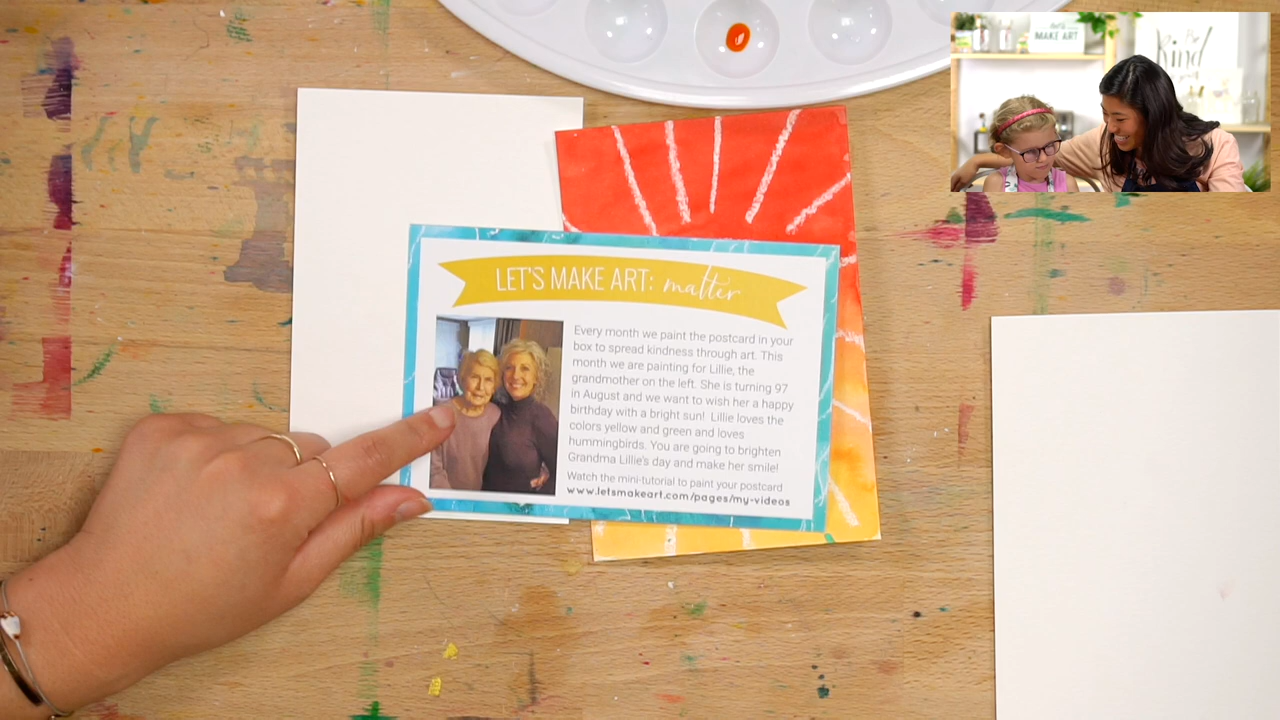 MAKE ART
kind
LET'S MAKE ART: matter
Every month we paint the postcard in your
box to spread kindness through art. This
month we are painting for Lillie, the
grandmother on the left. She is turning 97
in August and we want to wish her a happy
birthday with a bright sun! Lillie loves the
colors yellow and green and loves
hummingbirds. You are going to brighten
Grandma Lillie's day and make her smile!
Watch the mini-tutorial to paint your postcard
www.letsmakeart.com/pages/my-videos